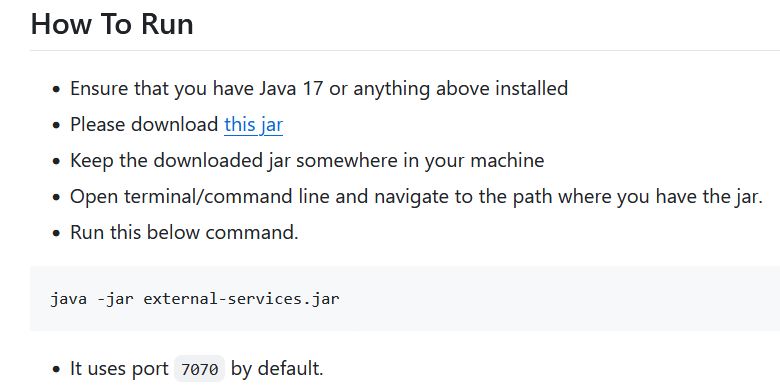 How To Run
Ensure that you have Java 17 or anything above installed
Please download this jar
Keep the downloaded jar somewhere in your machine
Open terminal/command line and navigate to the path where you have the jar.
Run this below command.
java -jar external-services.jar
It uses port 7070 by default.